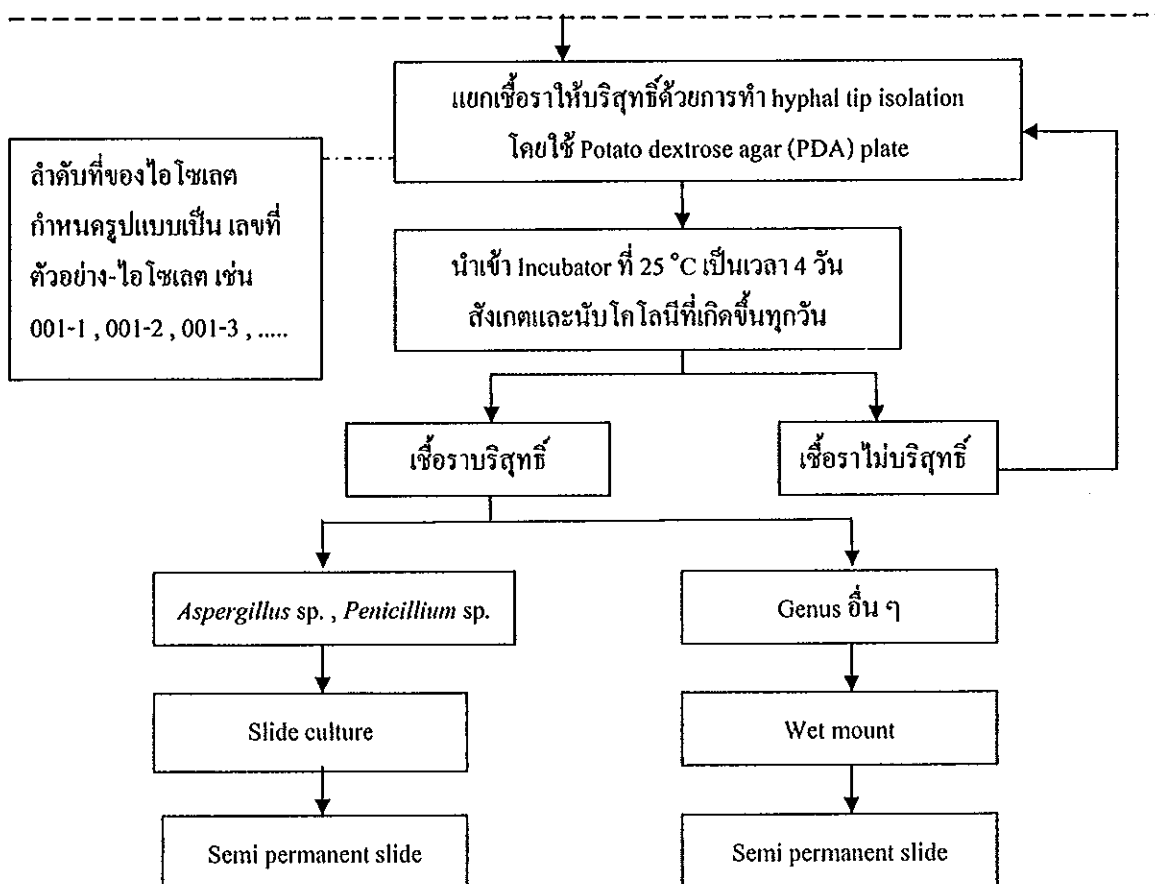 แยกเชื้อราให้บริสุทธิ์ด้วยการทำ hyphal tip isolation
โดยใช้ Potato dextrose agar (PDA) plate
ลำดับที่ของไอโซเลต
กำหนดรูปแบบเป็น เลขที่
ตัวอย่าง-ไอโซเลต เช่น
001-1 , 001-2 , 001-3 , .....
นำเข้า Incubator ที่ 25 °C เป็นเวลา 4 วัน
สังเกตและนับโคโลนีที่เกิดขึ้นทุกวัน
เชื้อราบริสุทธิ์
เชื้อราไม่บริสุทธิ์
Aspergillus sp. , Penicillium sp.
Genus อื่น ๆ
Slide culture
Wet mount
Semi permanent slide
Semi permanent slide